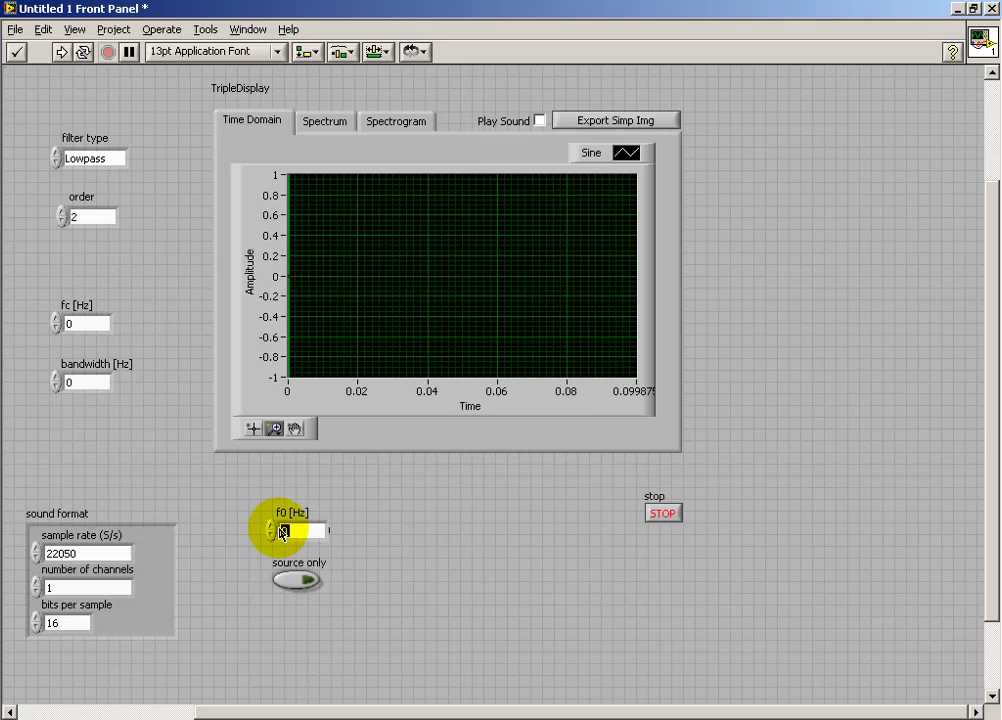 Untitled 1 Front Panel *
File Edit View Project Operate Tools Window Help
13pt Application Font
?
1
TripleDisplay
Time Domain Spectrum Spectrogram Play Sound Export Simp Img
Sine
filter type
Lowpass
order
2
fc [Hz]
0
bandwidth [Hz]
0
1
0.8
0.6
0.4
0.2
0
-0.2
-0.4
-0.6
-0.8
-1
Amplitude
0 0.02 0.04 0.06 0.08 0.099875
Time
f0 [Hz]
source only
stop
STOP
sound format
sample rate (S/s)
22050
number of channels
1
bits per sample
16